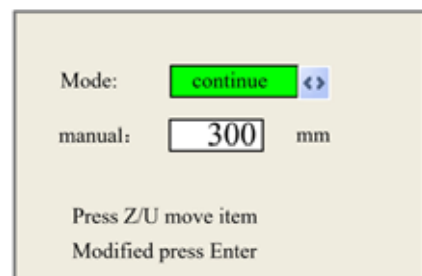 Mode: continue <>
manual: 300 mm
Press Z/U move item
Modified press Enter